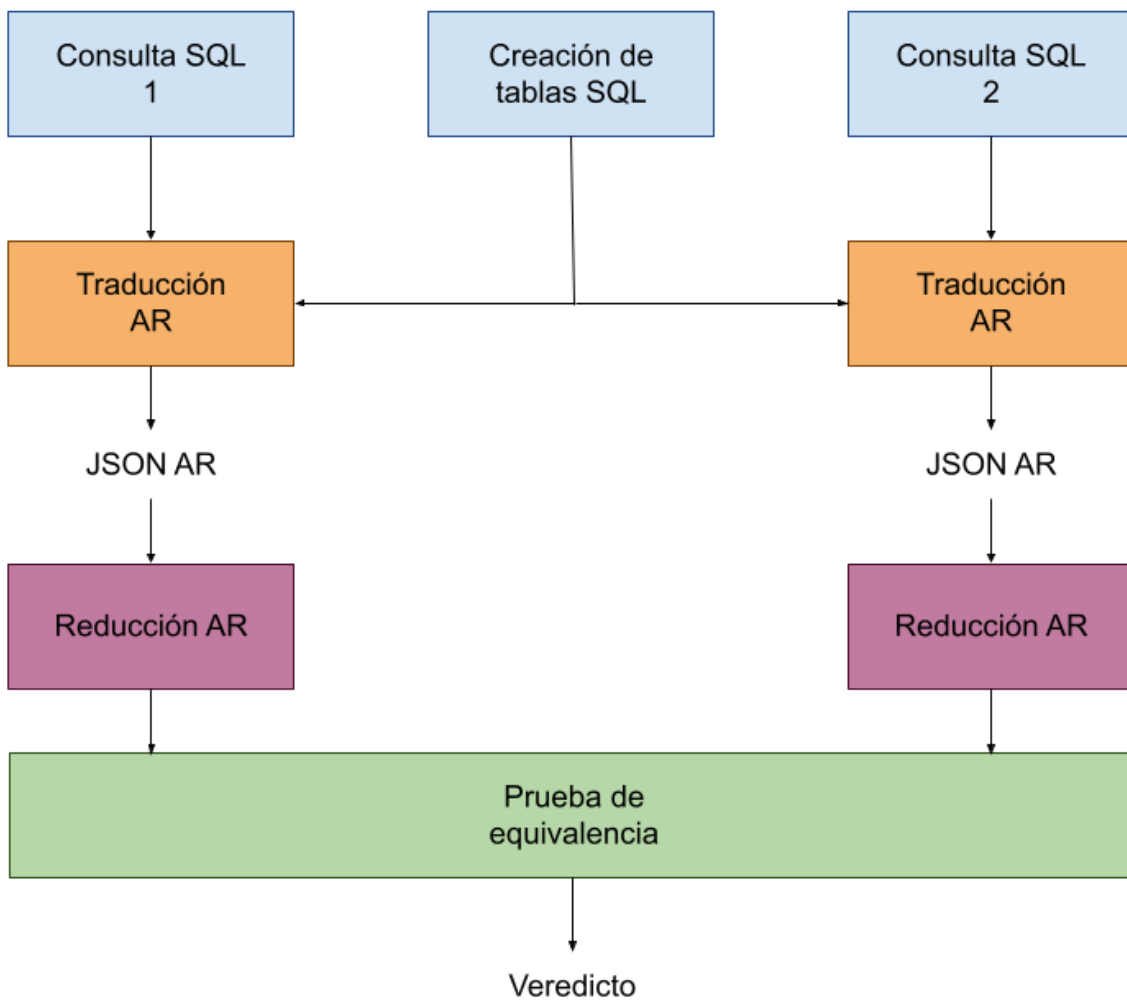 Consulta SQL
1
Creación de
tablas SQL
Consulta SQL
2
Traducción
AR
Traducción
AR
JSON AR
JSON AR
Reducción AR
Reducción AR
Prueba de
equivalencia
Veredicto